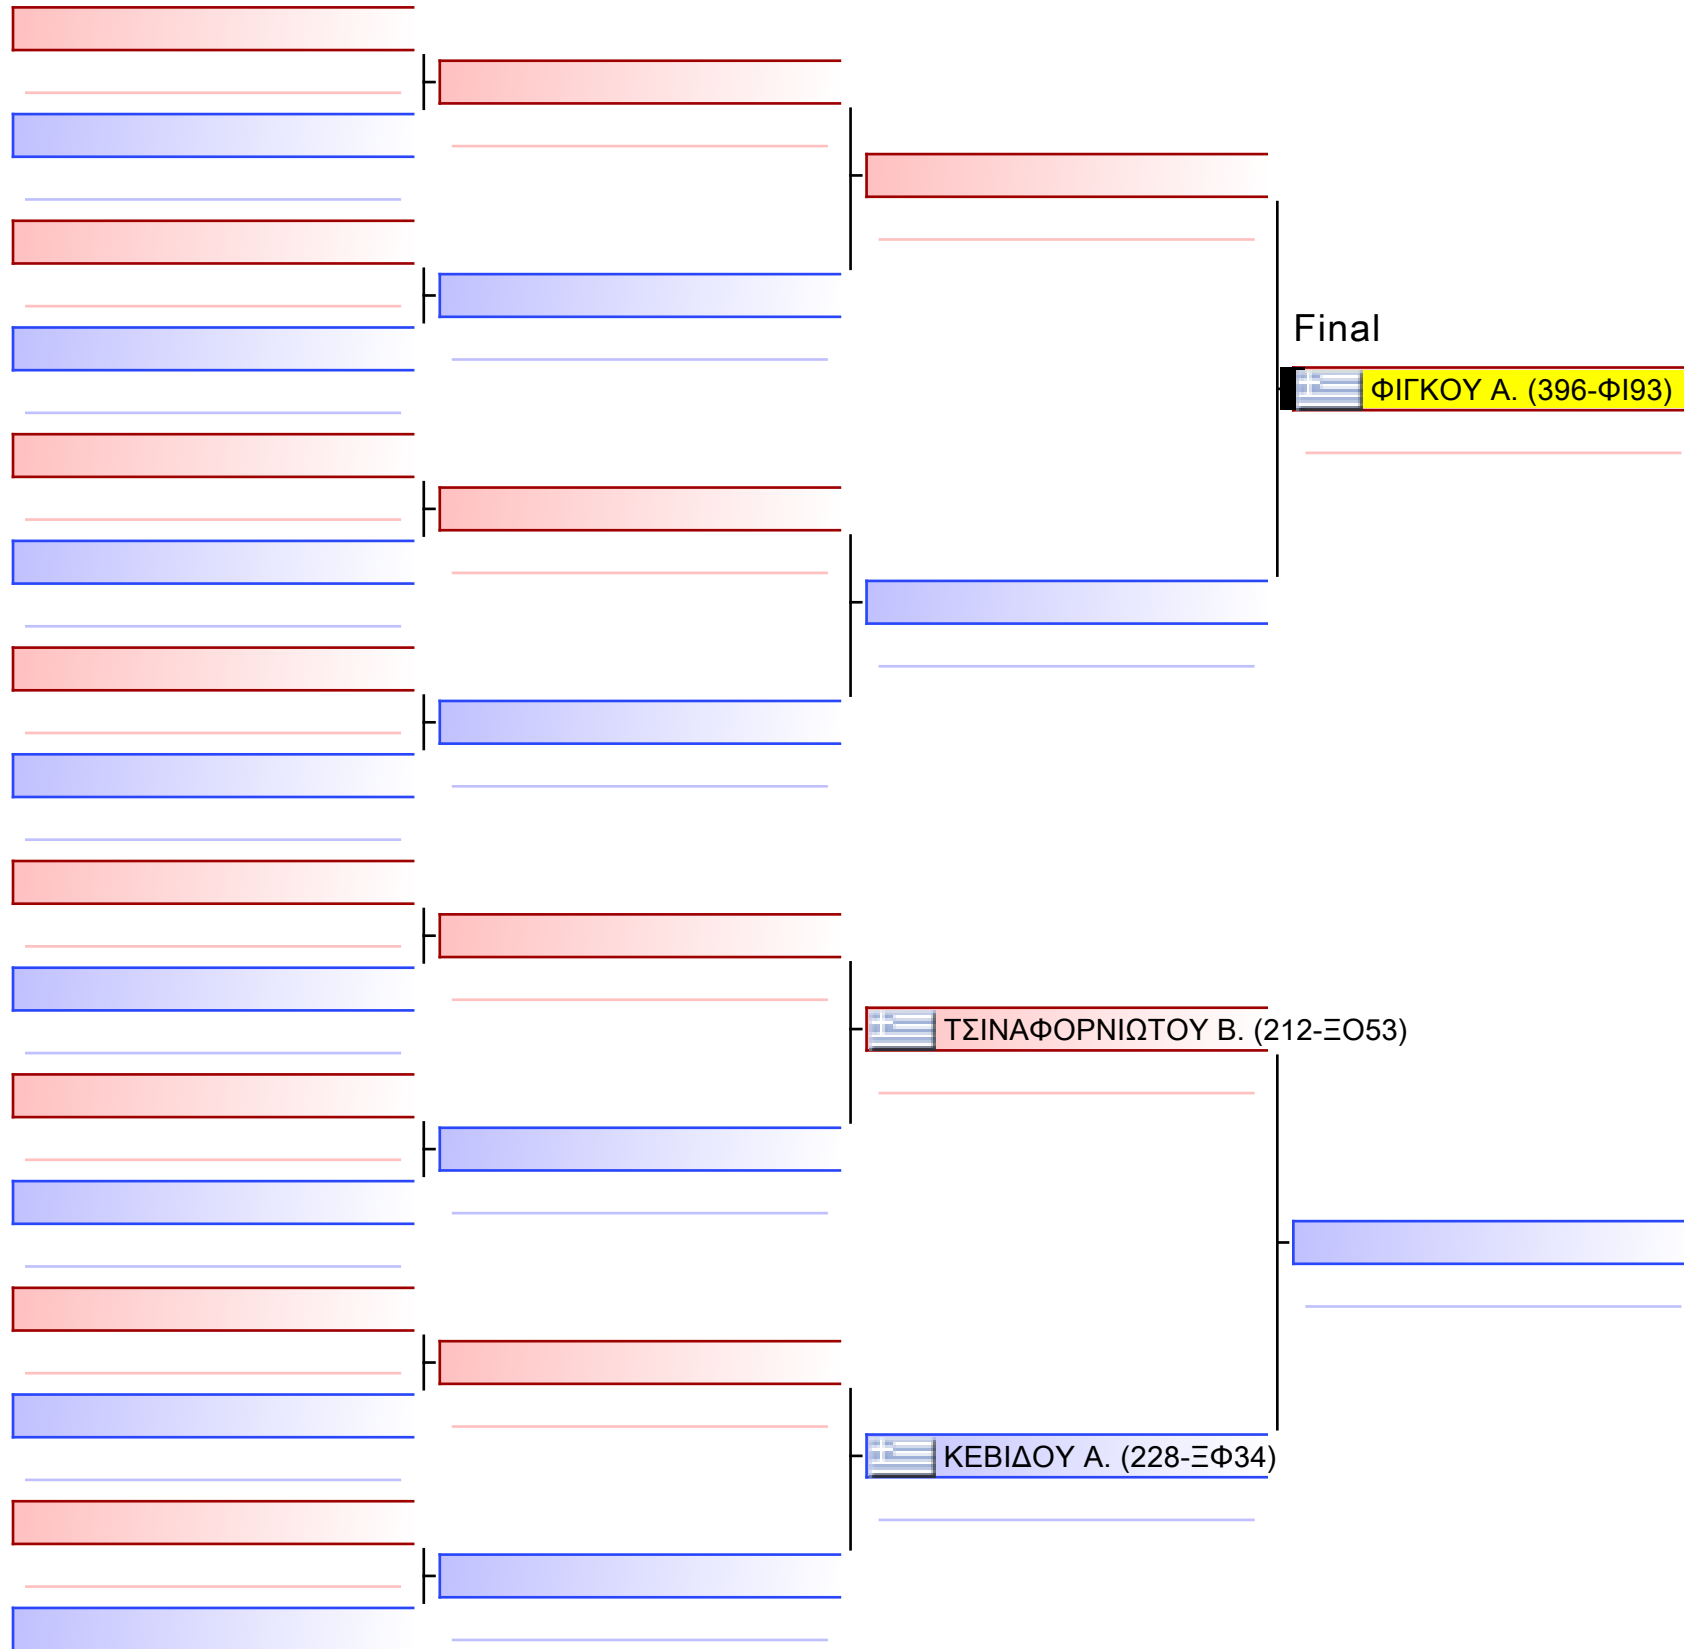 Final
ΦΙΓΚΟΥ Α. (396-ΦΙ93)
ΤΣΙΝΑΦΟΡΝΙΩΤΟΥ Β. (212-ΞΟ53)
ΚΕΒΙΔΟΥ Α. (228-ΞΦ34)